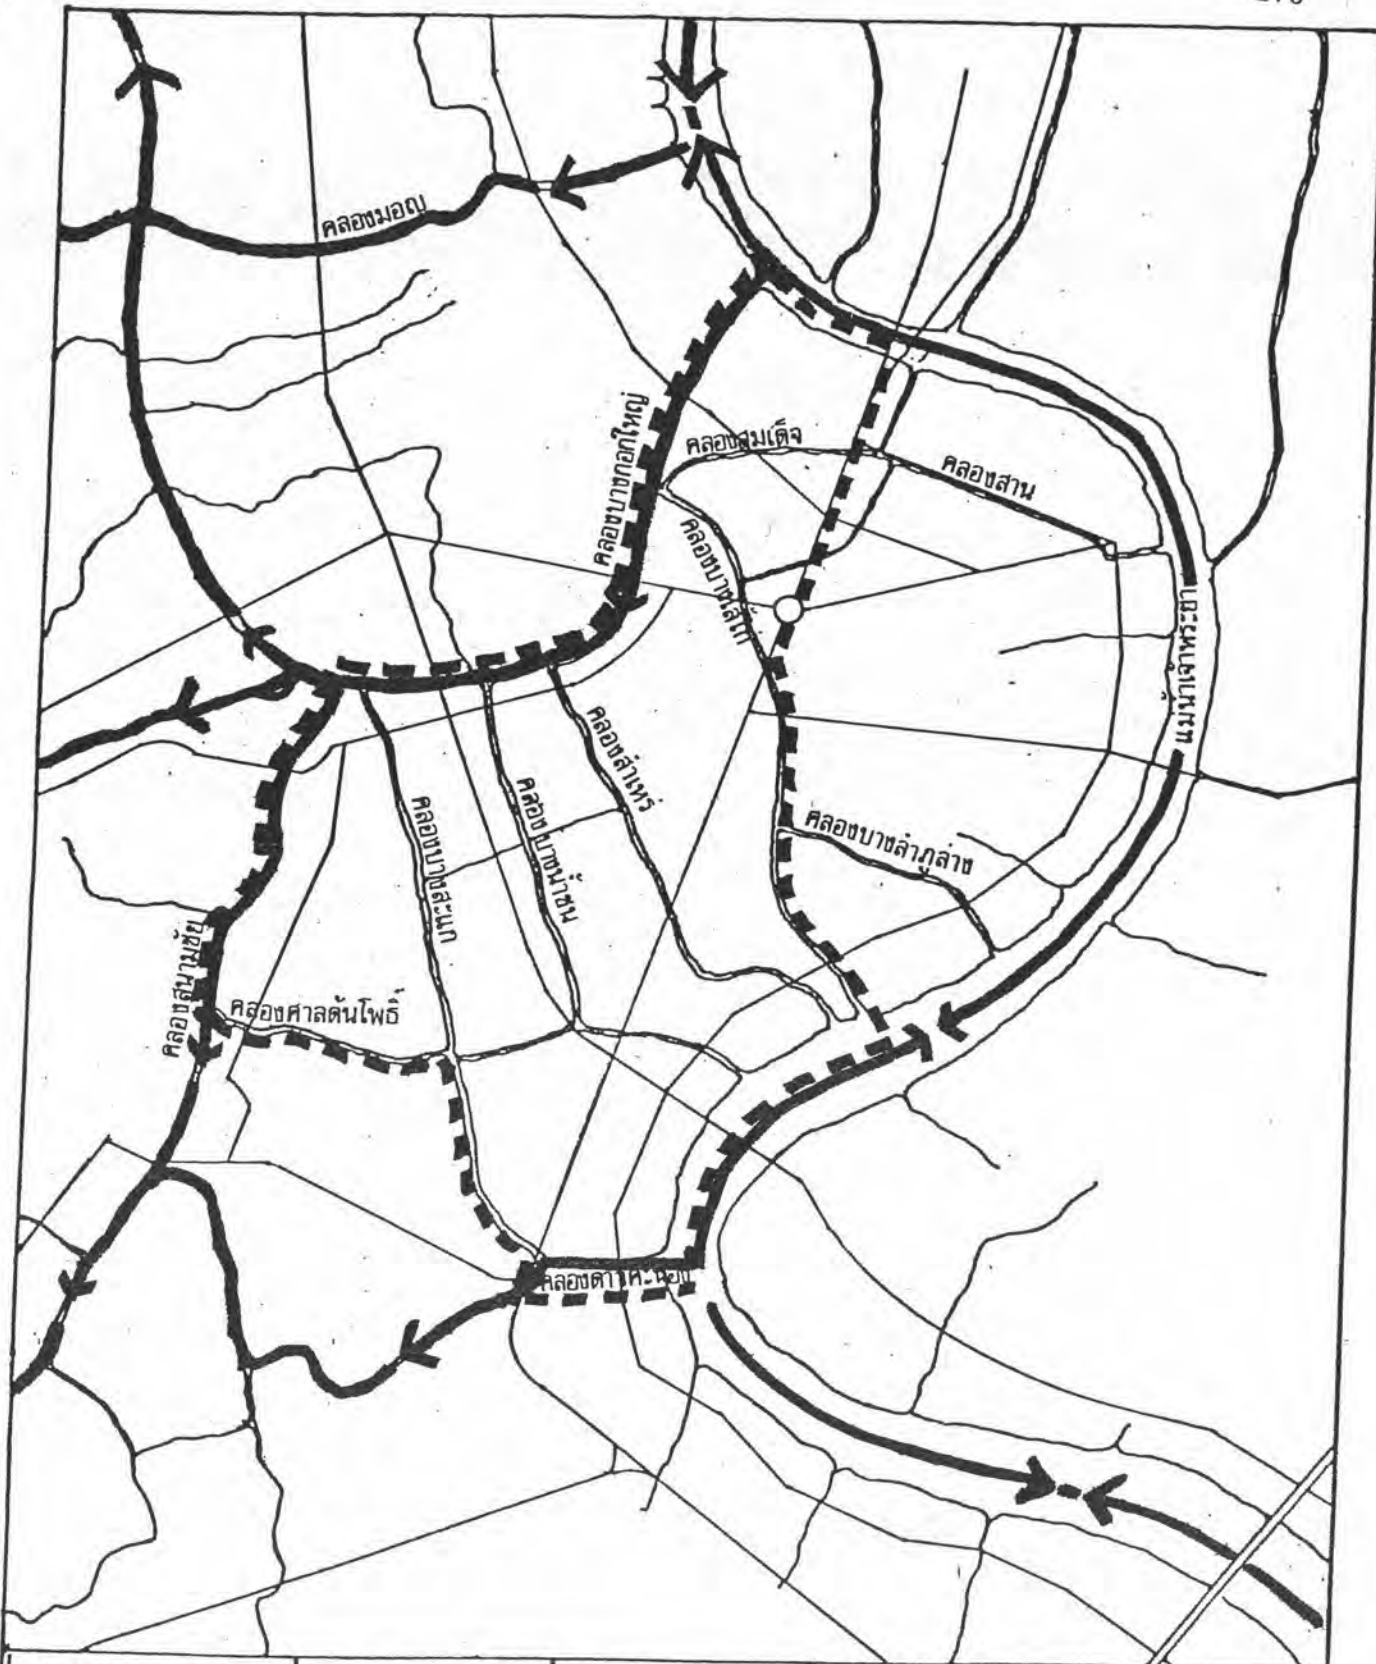 คลองมอญ
คลองบางกอกใหญ่
คลองสมเด็จ
คลองสาน
คลองบางไส้ไก่
แม่น้ำเจ้าพระยา
คลองสำเหร่
คลองบางน้ำชน
คลองบางสะแก
คลองบางลำภูล่าง
คลองสนามชัย
คลองศาลต้นโพธิ์
คลองดาวคะนอง